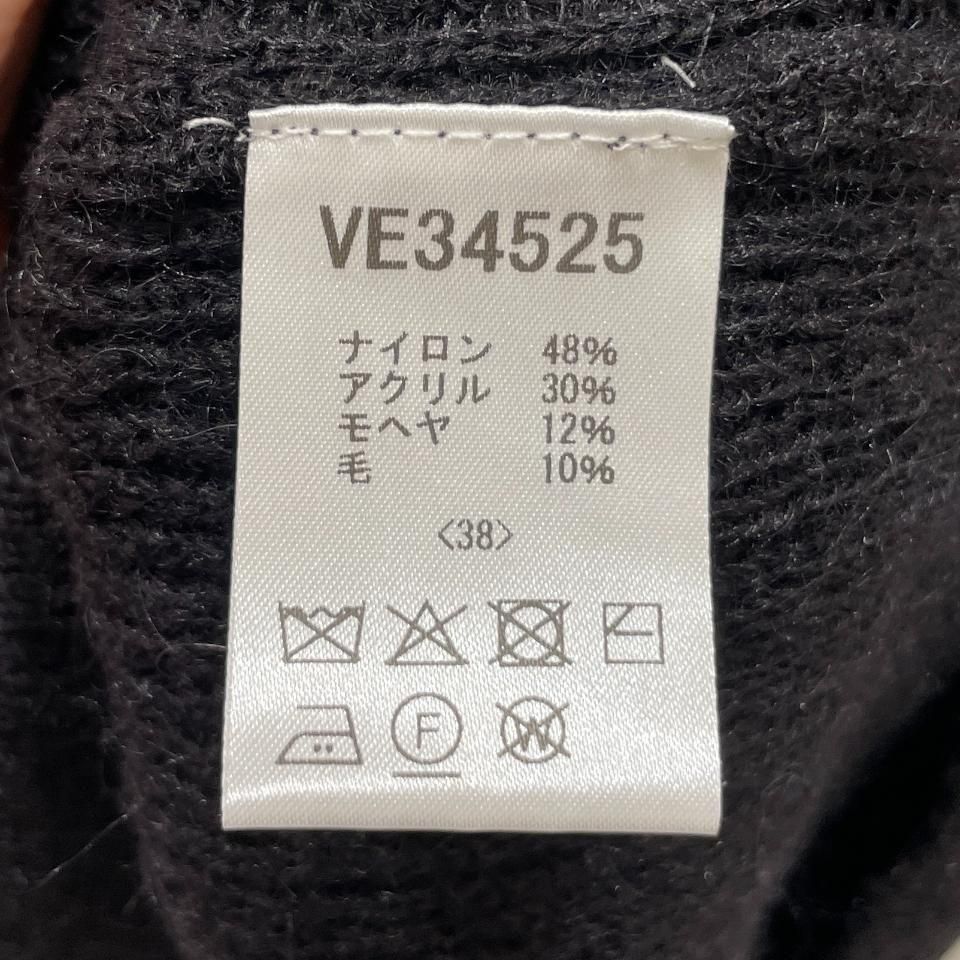 VE34525
ナイロン 48%
アクリル 30%
モヘヤ 12%
毛 10%
<38>
F W